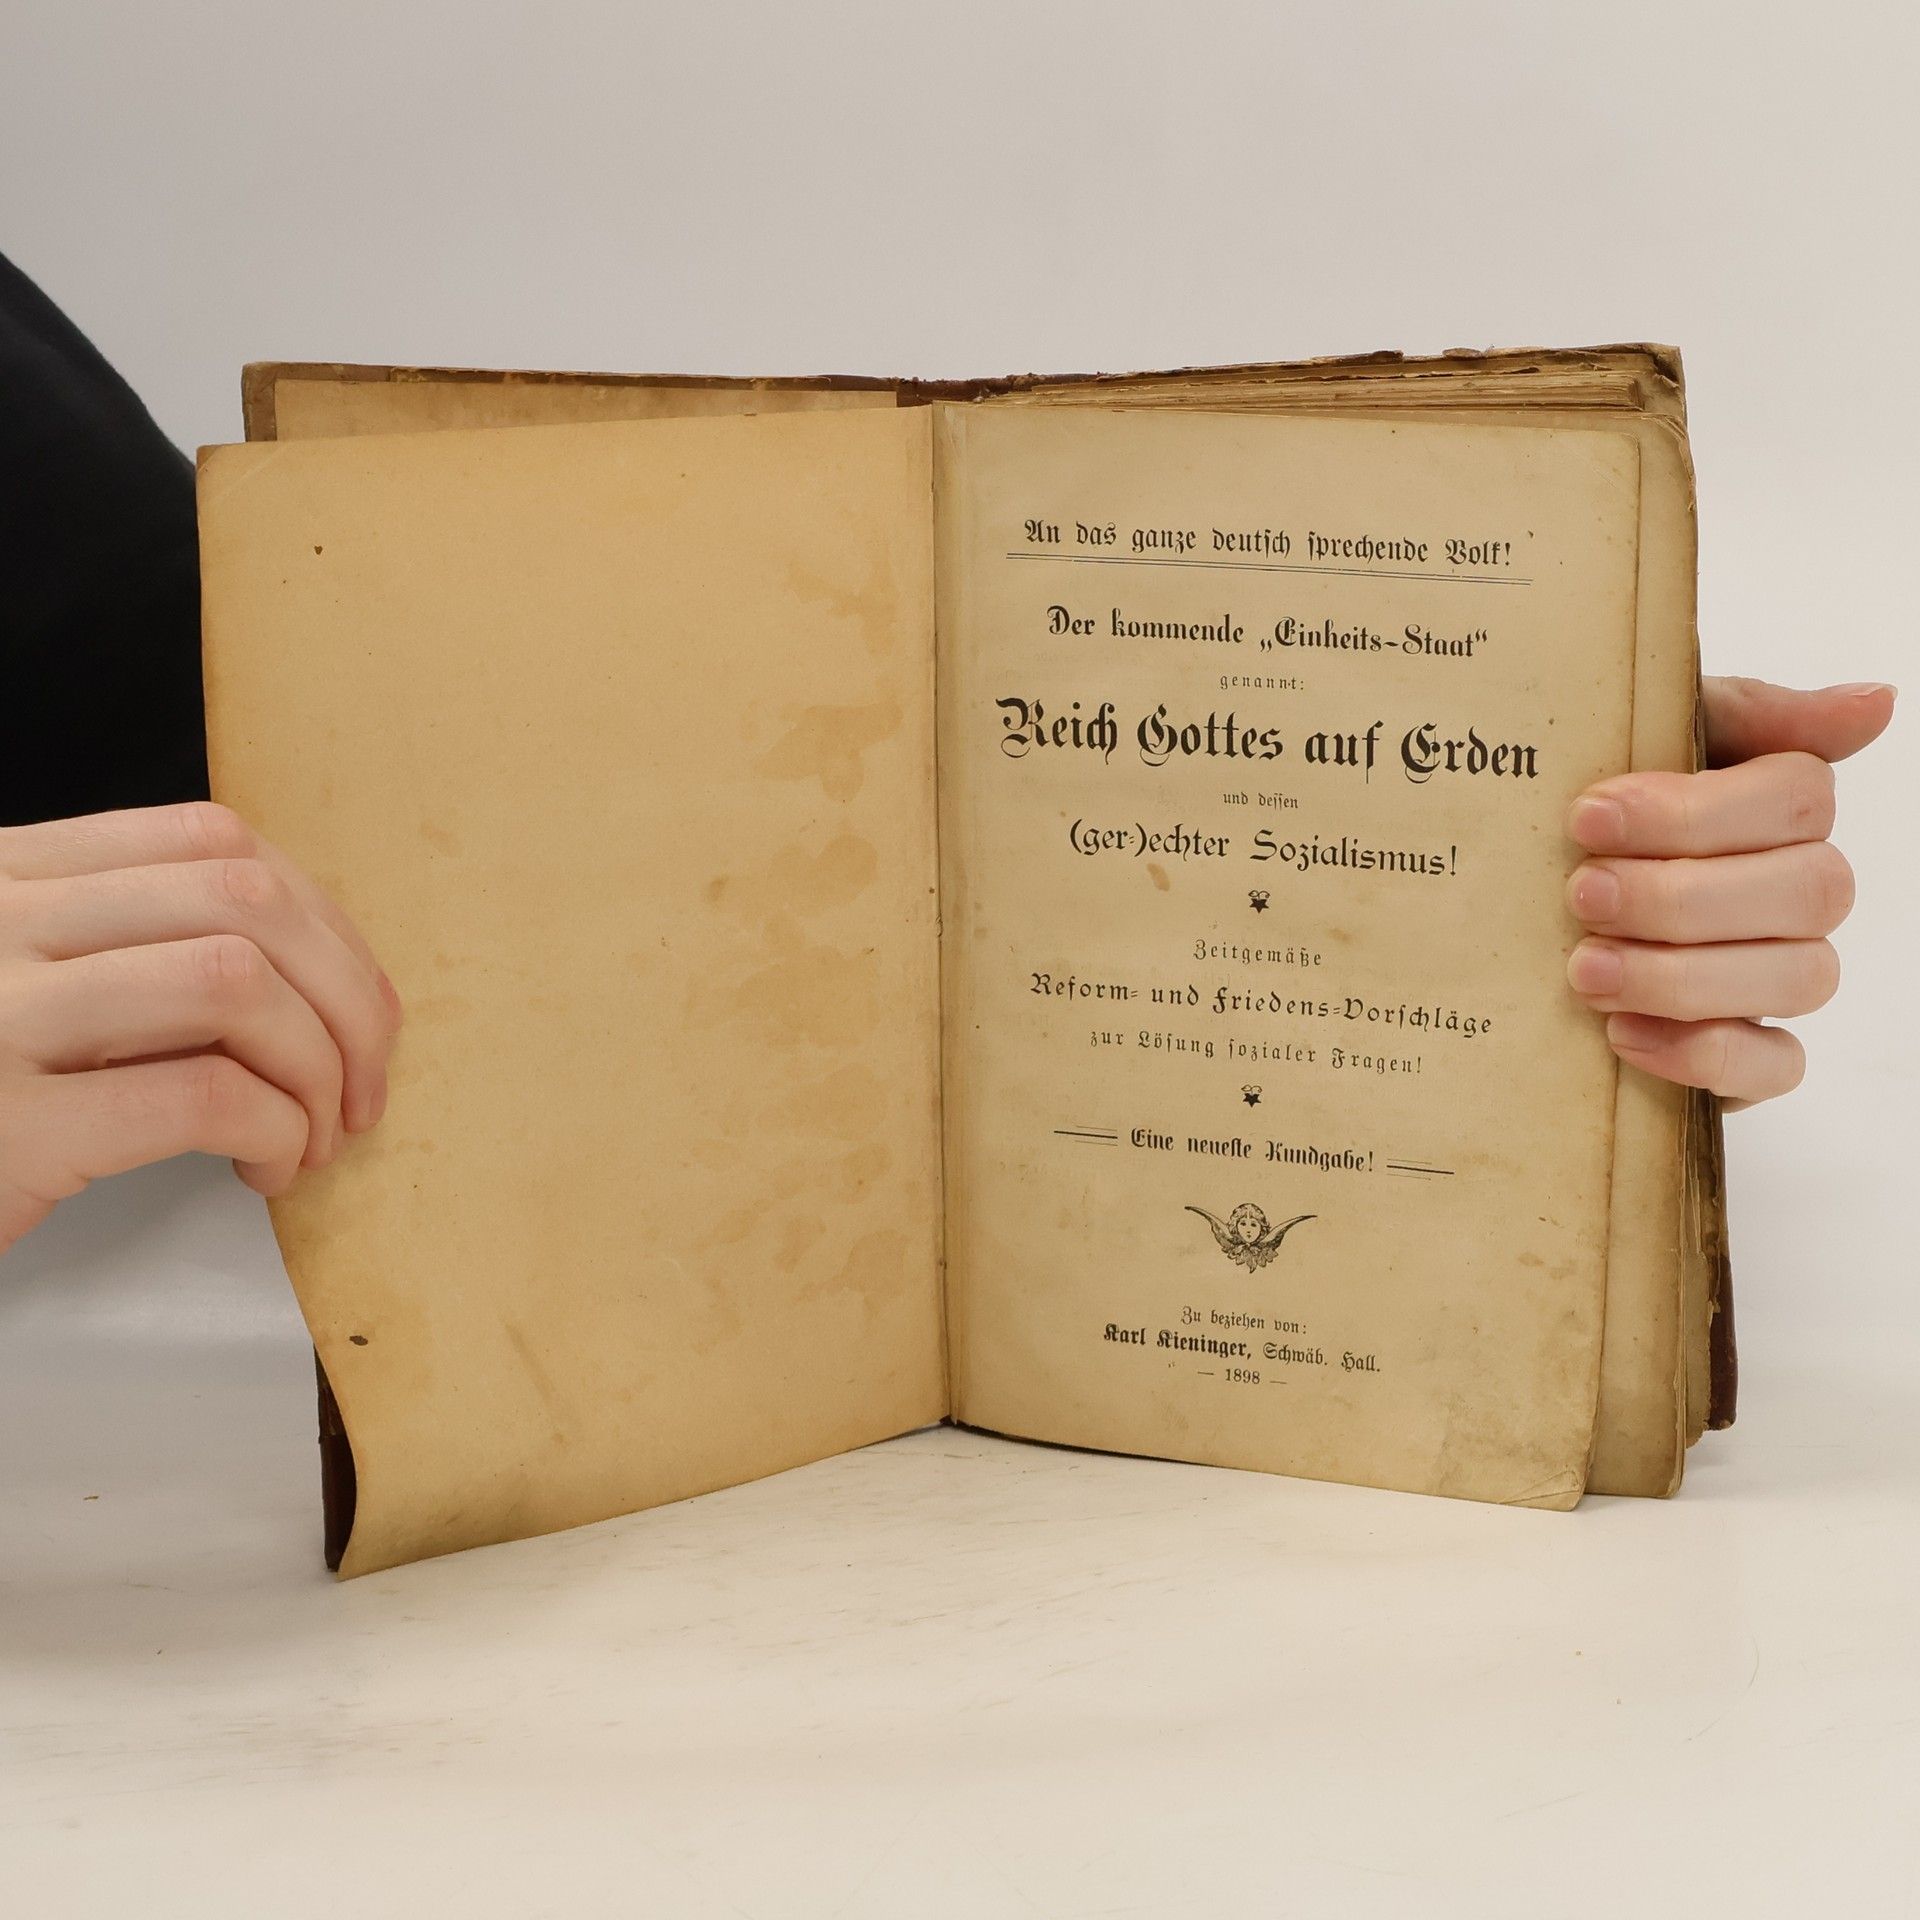 An das ganze deutsch sprechende Volk!
Der kommende „Einheits-Staat“
genannt:
Reich Gottes auf Erden
und dessen
(ger-)echter Sozialismus!
Zeitgemäße
Reform- und Friedens-Vorschläge
zur Lösung sozialer Fragen!
Eine neueste Kundgabe!
Zu beziehen von:
Karl Kieninger, Schwäb. Hall.
— 1898 —